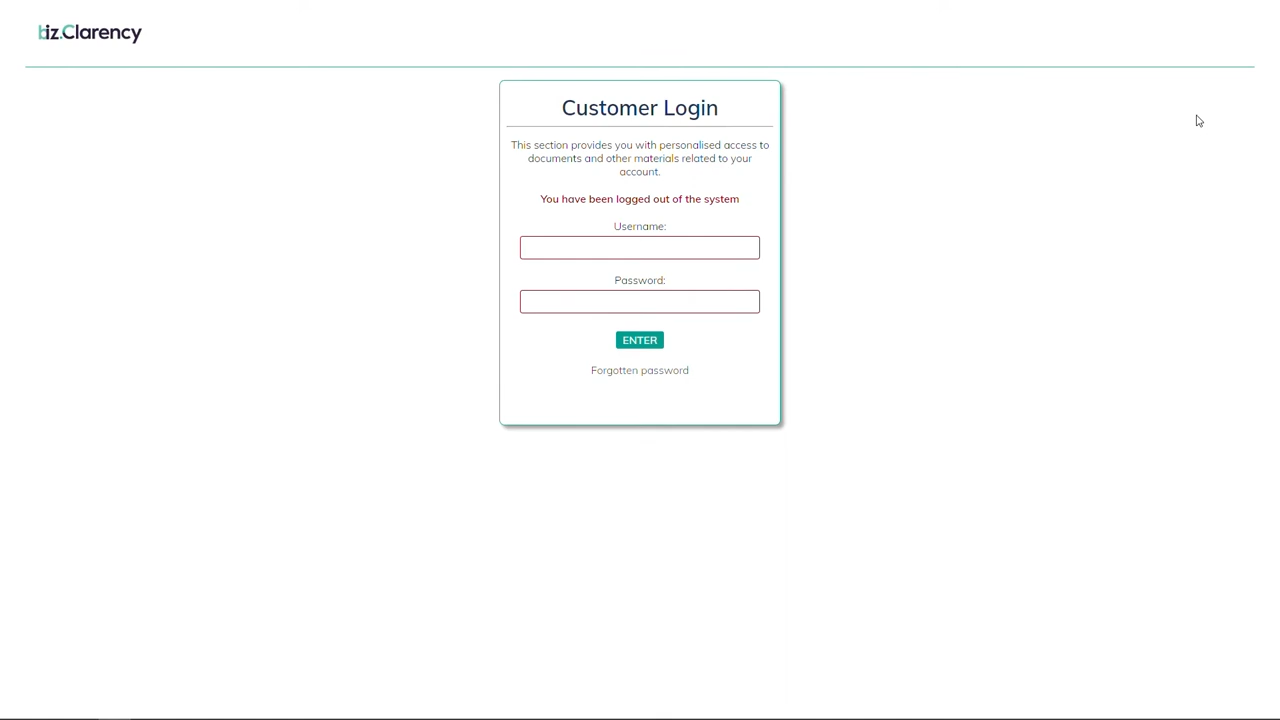 biz.Clarency
Customer Login
This section provides you with personalised access to
documents and other materials related to your
account.
You have been logged out of the system
Username:
Password:
ENTER
Forgotten password